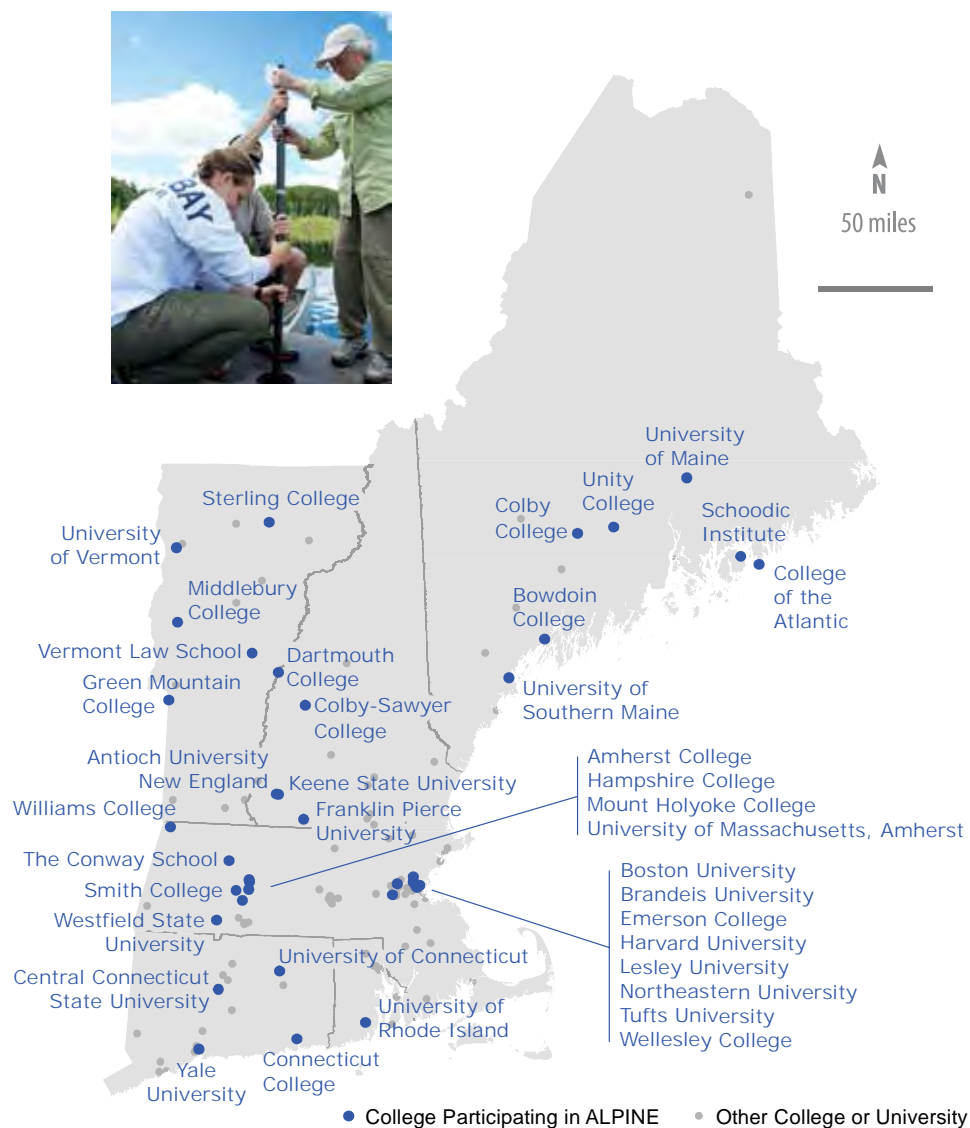 BAY
N
50 miles
University
of Maine
Unity
College
Colby
College
Schoodic
Institute
College
of the
Atlantic
Bowdoin
College
University of
Southern Maine
Sterling College
University
of Vermont
Middlebury
College
Vermont Law School
Green Mountain
College
Dartmouth
College
Colby-Sawyer
College
Antioch University
New England
Keene State University
Williams College
Franklin Pierce
University
Amherst College
Hampshire College
Mount Holyoke College
University of Massachusetts, Amherst
The Conway School
Smith College
Westfield State
University
Boston University
Brandeis University
Emerson College
Harvard University
Lesley University
Northeastern University
Tufts University
Wellesley College
University of Connecticut
Central Connecticut
State University
University of
Rhode Island
Yale
University
Connecticut
College
College Participating in ALPINE
Other College or University